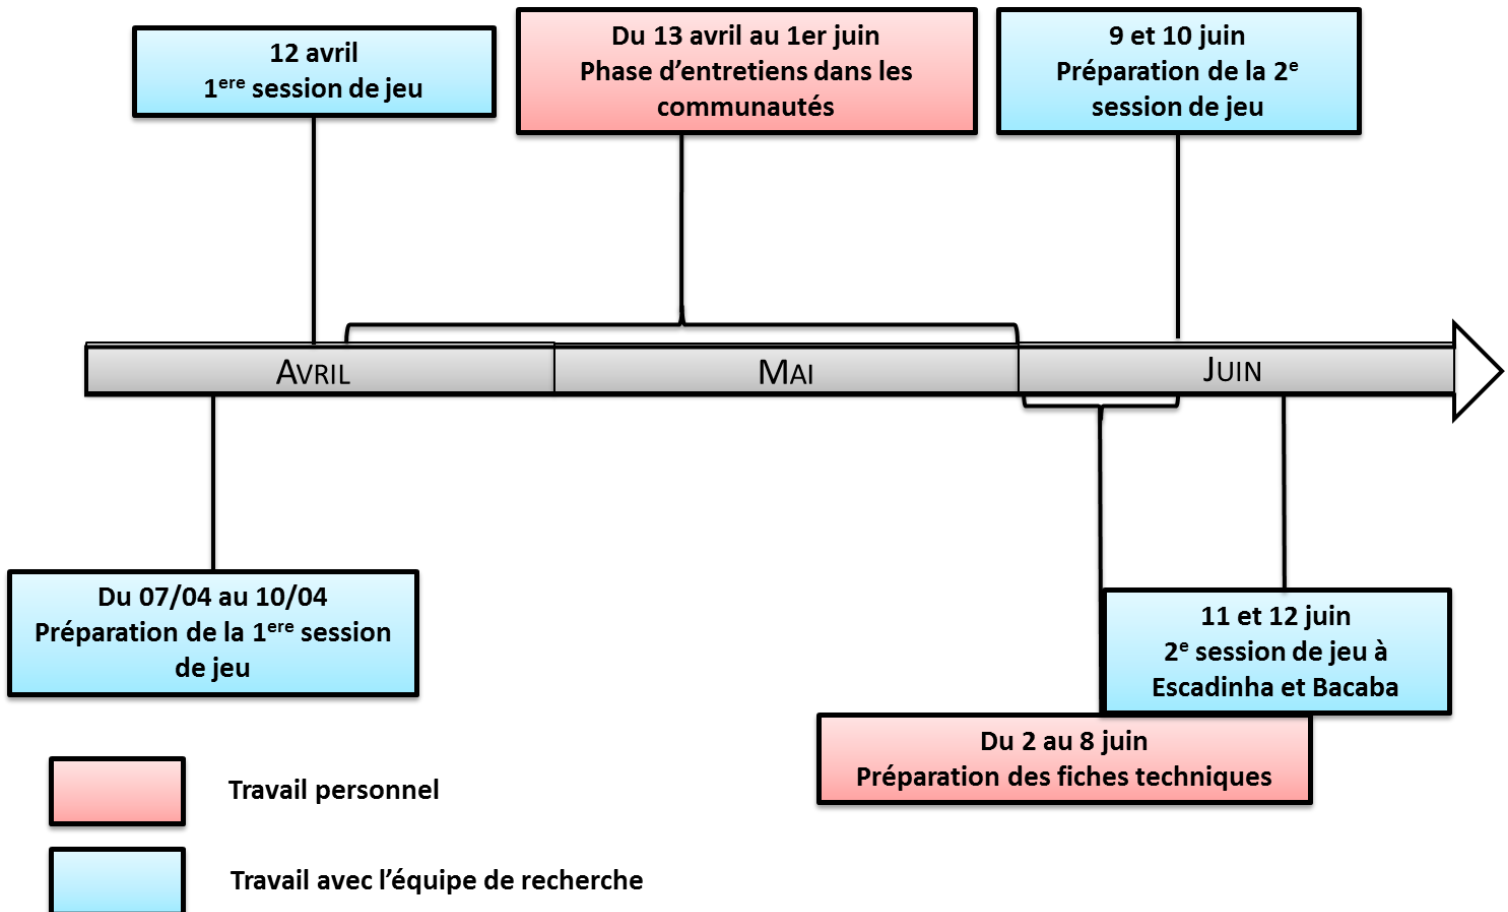 12 avril
1ere session de jeu
Du 13 avril au 1er juin
Phase d’entretiens dans les
communautés
9 et 10 juin
Préparation de la 2e
session de jeu
AVRIL
MAI
JUIN
Du 07/04 au 10/04
Préparation de la 1ere session
de jeu
11 et 12 juin
2e session de jeu à
Escadinha et Bacaba
Du 2 au 8 juin
Préparation des fiches techniques
Travail personnel
Travail avec l’équipe de recherche